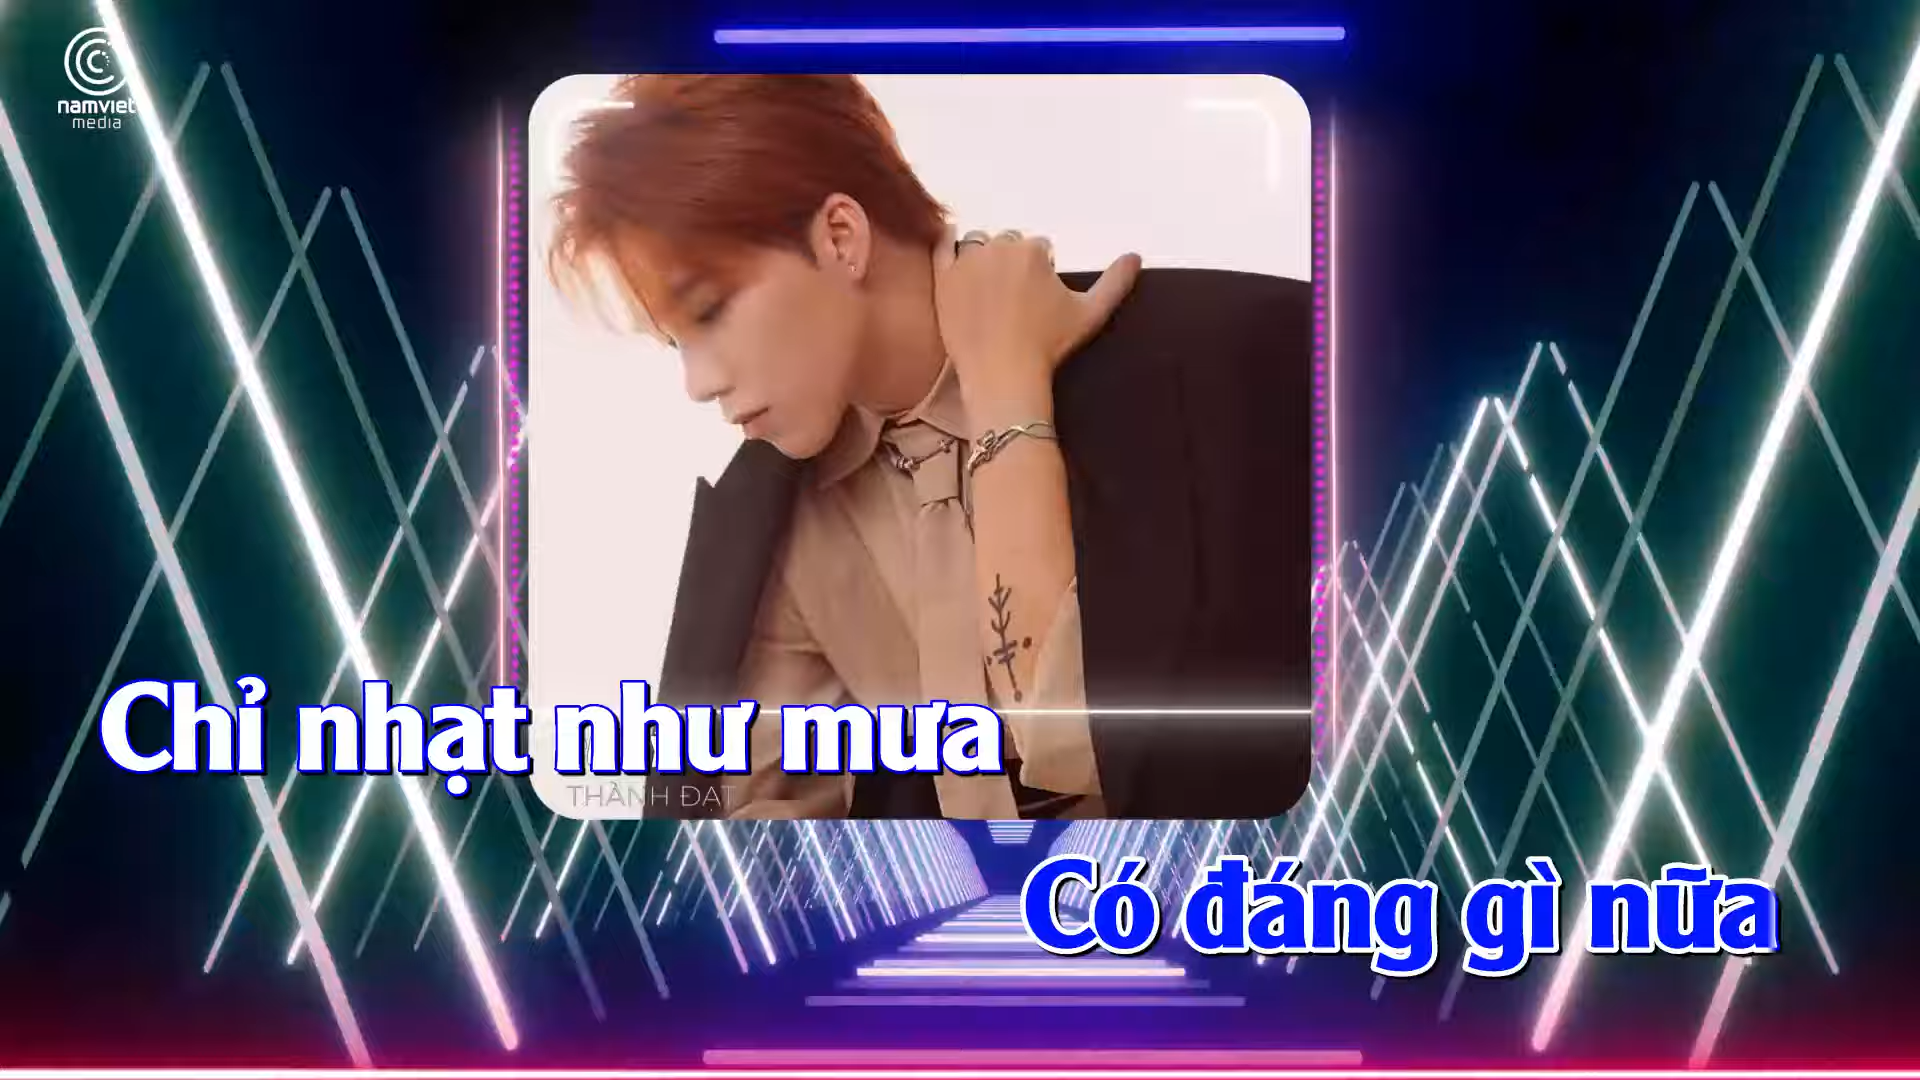 namviet
media
Chỉ nhạt như mưa
THÀNH ĐẠT
Có đáng gì nữa